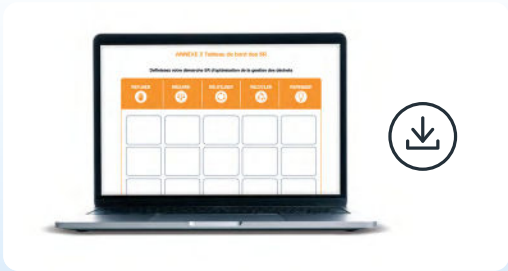 ANNEXE 2 Tableau de bord des 5R
Définissez votre démarche 5R d'optimisation de la gestion des déchets
REFUSER RÉDUIRE RÉUTILISER RECYCLER